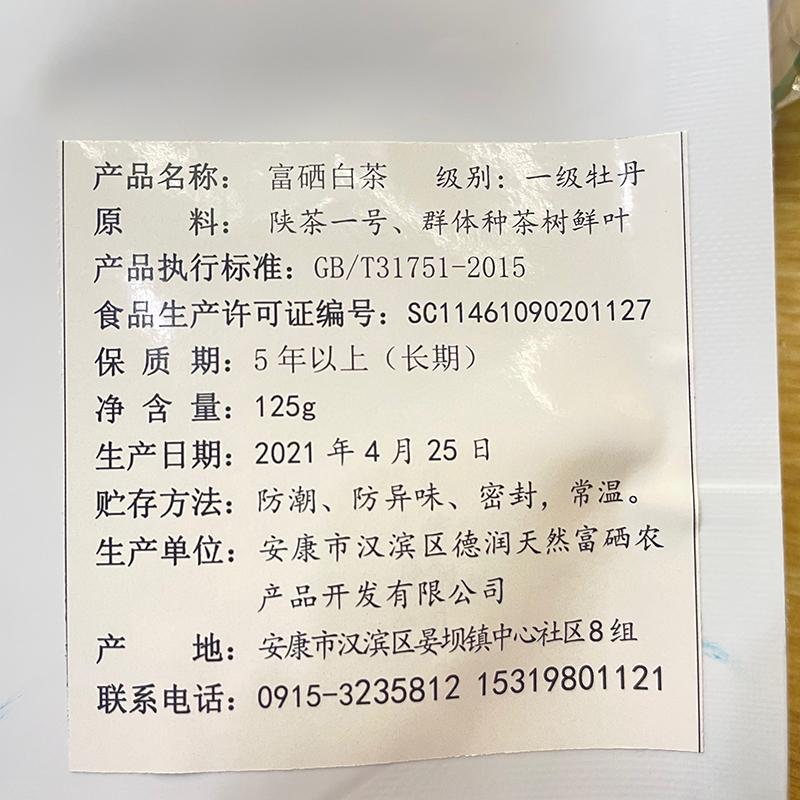 产品名称： 富硒白茶 级别：一级牡丹
原 料： 陕茶一号、群体种茶树鲜叶
产品执行标准：GB/T31751-2015
食品生产许可证编号：SC11461090201127
保 质 期：5年以上（长期）
净 含 量：125g
生产日期：2021年4月25日
贮存方法：防潮、防异味、密封，常温。
生产单位：安康市汉滨区德润天然富硒农
产品开发有限公司
产 地：安康市汉滨区晏坝镇中心社区8组
联系电话：0915-3235812 15319801121